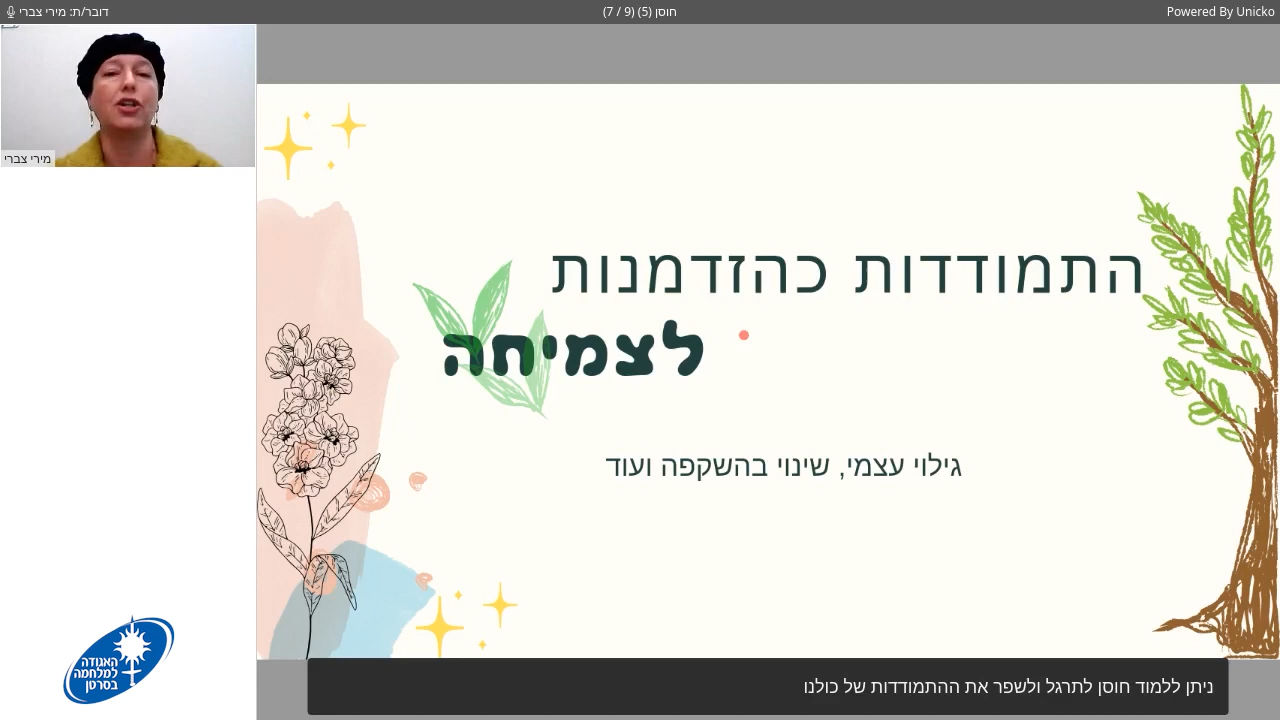 דובר/ת: מירי צברי
חוסן (5) (9 / 7)
Powered By Unicko
מירי צברי
התמודדות כהזדמנות
לצמיחה
גילוי עצמי, שינוי בהשקפה ועוד
האגודה
למלחמה
בסרטן
ניתן ללמוד חוסן לתרגל ולשפר את ההתמודדות של כולנו